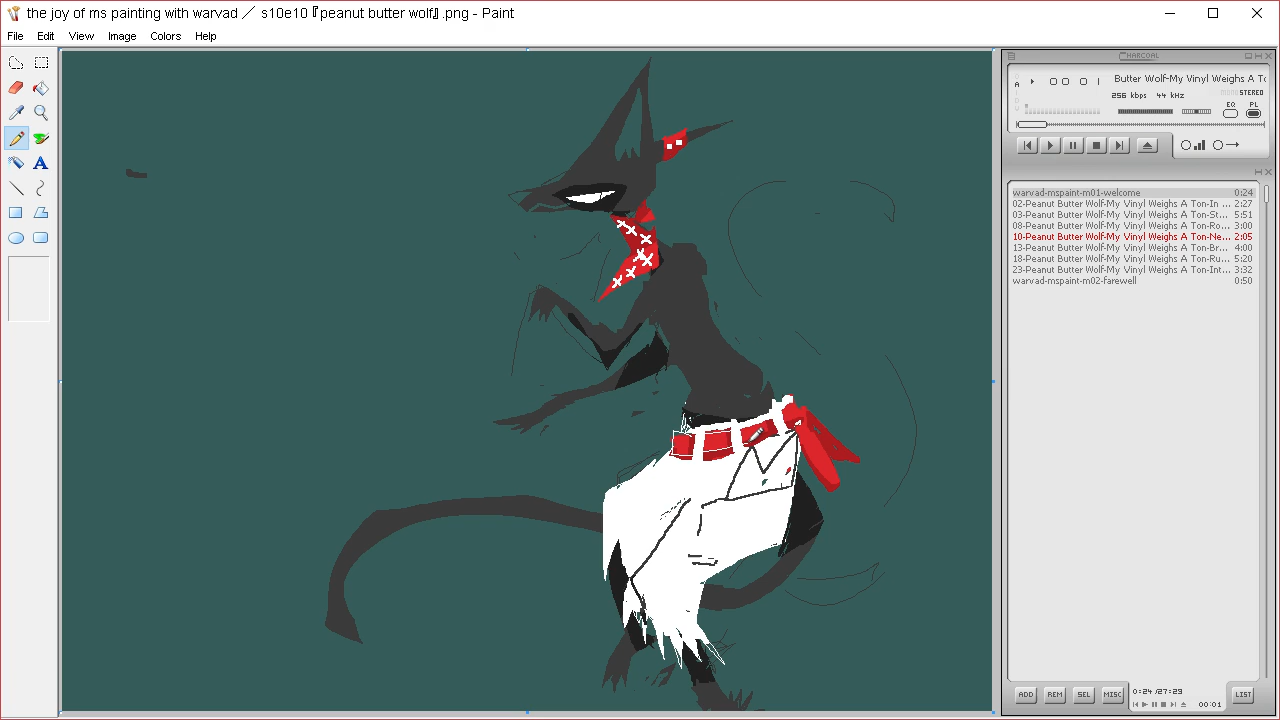 the joy of ms painting with warvad ／ s10e10『peanut butter wolf』.png - Paint
File Edit View Image Colors Help
CHARCOAL
Butter Wolf-My Vinyl Weighs A To
256 kbps 44 kHz
MONO STEREO
EQ PL
warvad-mspaint-m01-welcome 0:24
02-Peanut Butter Wolf-My Vinyl Weighs A Ton-In ... 2:27
03-Peanut Butter Wolf-My Vinyl Weighs A Ton-St... 5:51
08-Peanut Butter Wolf-My Vinyl Weighs A Ton-Ro... 3:00
10-Peanut Butter Wolf-My Vinyl Weighs A Ton-Ne... 2:05
13-Peanut Butter Wolf-My Vinyl Weighs A Ton-Br... 4:00
18-Peanut Butter Wolf-My Vinyl Weighs A Ton-Ru... 5:20
23-Peanut Butter Wolf-My Vinyl Weighs A Ton-Int... 3:32
warvad-mspaint-m02-farewell 0:50
ADD REM SEL MISC 0:24 /27:29 LIST
00:01